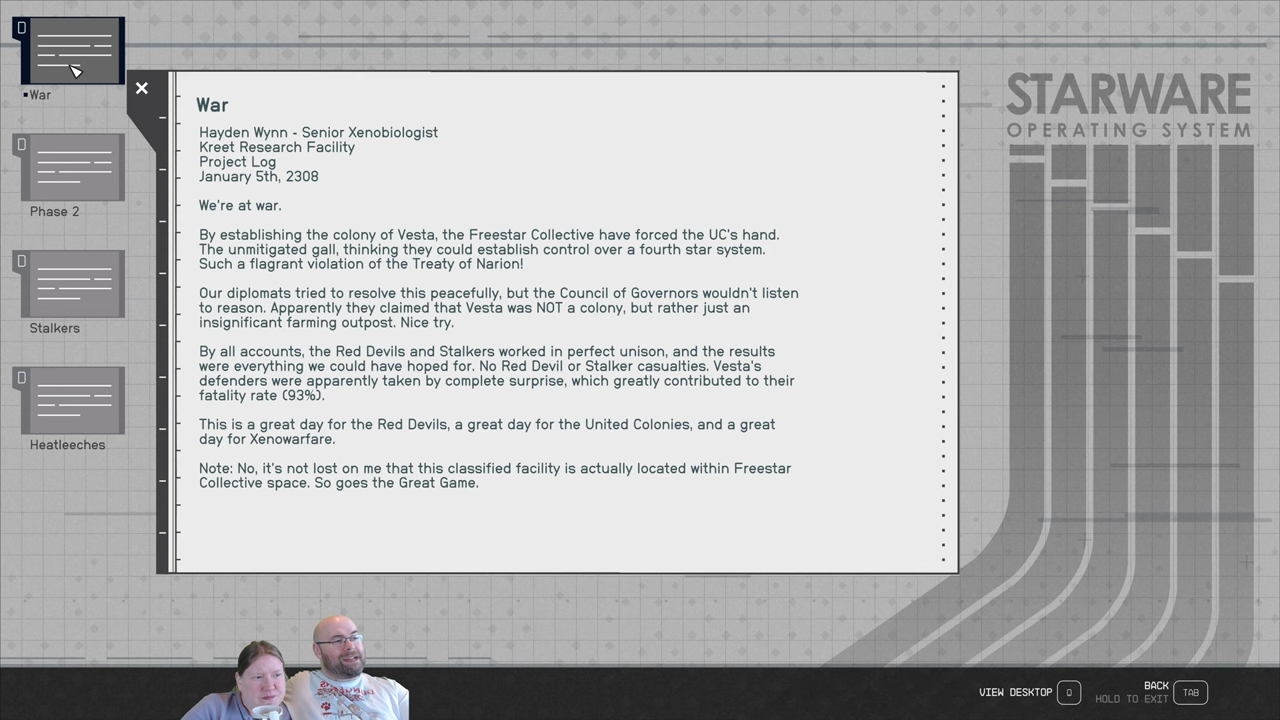 War
Phase 2
Stalkers
Heatleeches
War
Hayden Wynn - Senior Xenobiologist
Kreet Research Facility
Project Log
January 5th, 2308
We're at war.
By establishing the colony of Vesta, the Freestar Collective have forced the UC's hand.
The unmitigated gall, thinking they could establish control over a fourth star system.
Such a flagrant violation of the Treaty of Narion!
Our diplomats tried to resolve this peacefully, but the Council of Governors wouldn't listen
to reason. Apparently they claimed that Vesta was NOT a colony, but rather just an
insignificant farming outpost. Nice try.
By all accounts, the Red Devils and Stalkers worked in perfect unison, and the results
were everything we could have hoped for. No Red Devil or Stalker casualties. Vesta's
defenders were apparently taken by complete surprise, which greatly contributed to their
fatality rate (93%).
This is a great day for the Red Devils, a great day for the United Colonies, and a great
day for Xenowarfare.
Note: No, it's not lost on me that this classified facility is actually located within Freestar
Collective space. So goes the Great Game.
STARWARE
OPERATING SYSTEM
VIEW DESKTOP Q
BACK
HOLD TO EXIT TAB